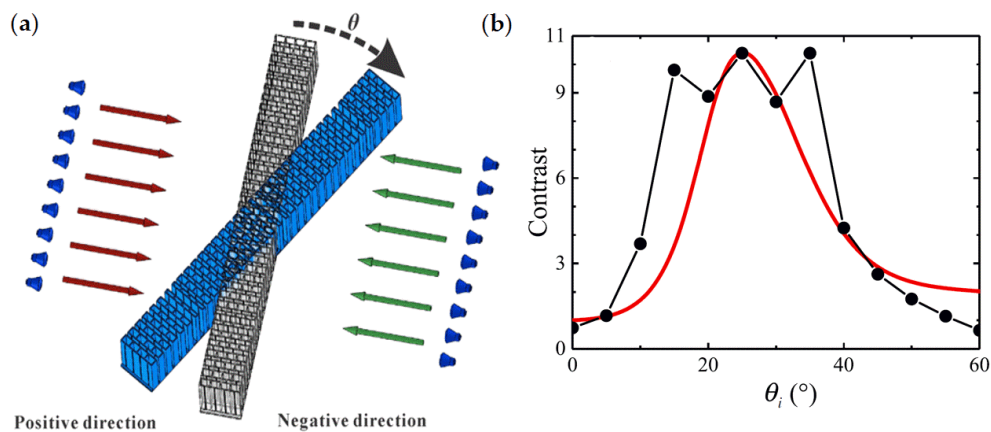 (a)
θ
Positive direction
Negative direction
(b)
11
9
6
3
0
Contrast
0
20
40
60
θi (°)